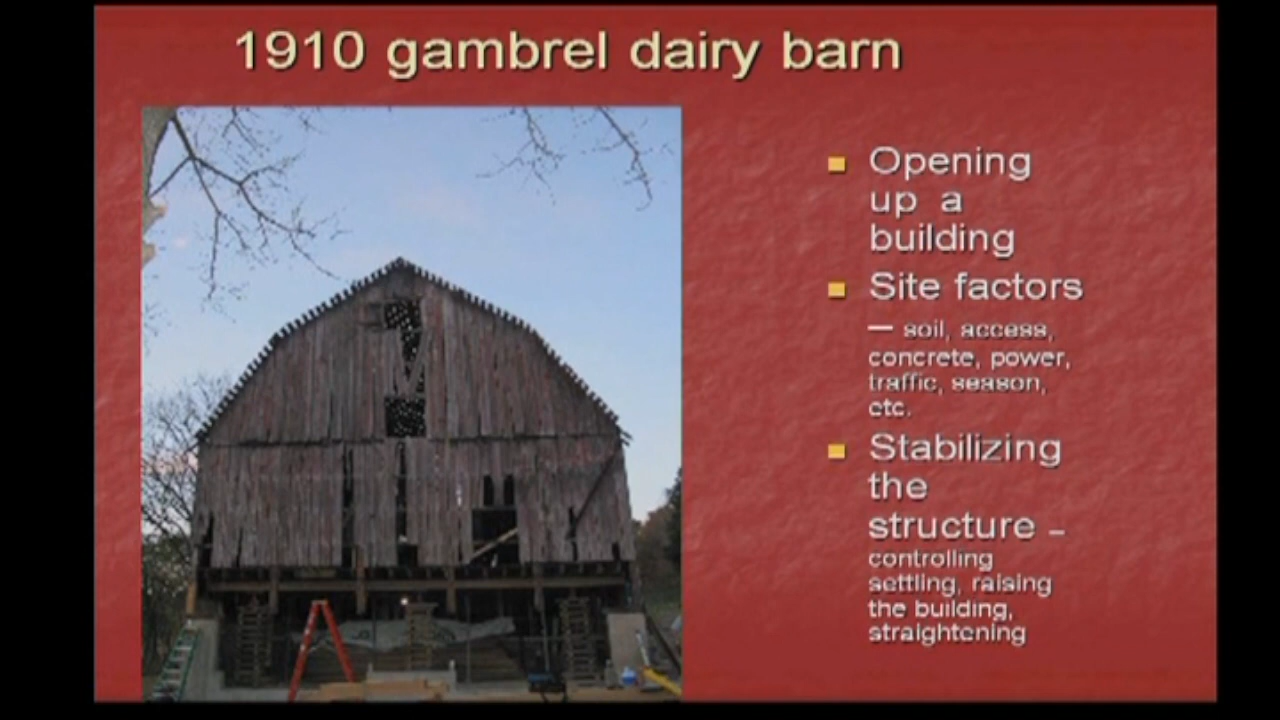 1910 gambrel dairy barn
Opening
up a
building
Site factors
— soil, access,
concrete, power,
traffic, season,
etc.
Stabilizing
the
structure –
controlling
settling, raising
the building,
straightening